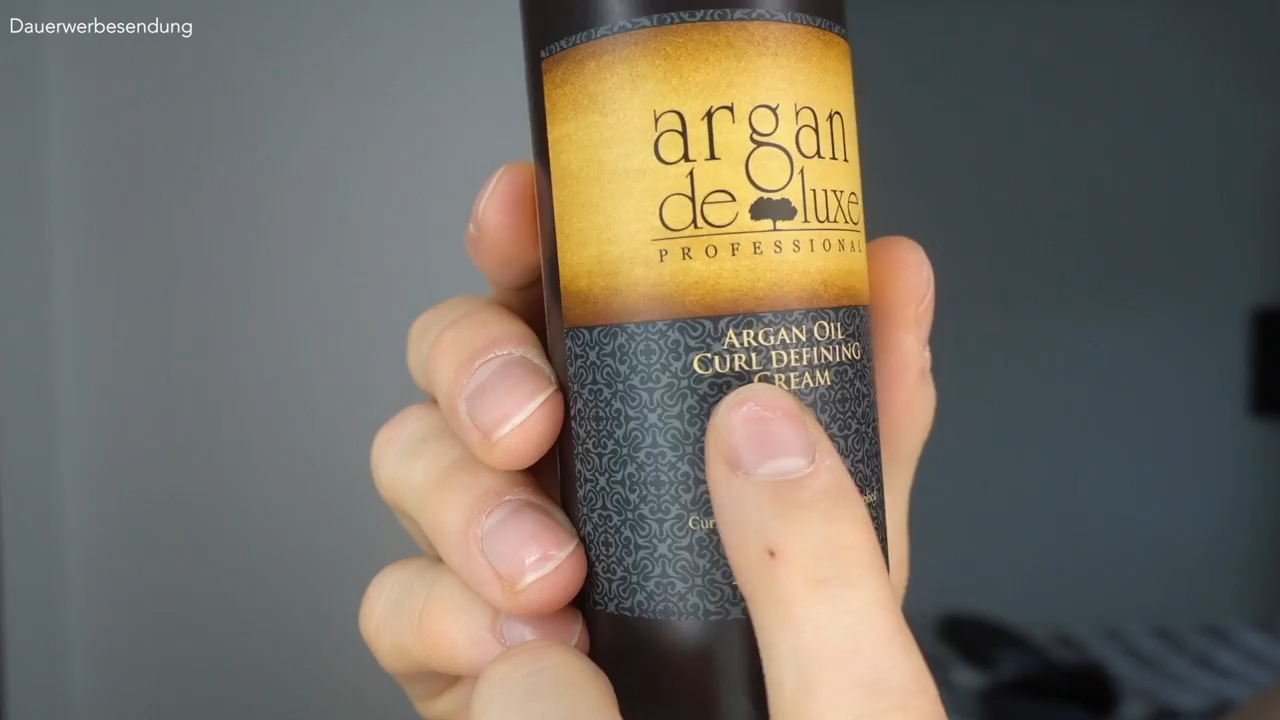 Dauerwerbesendung
argan
de luxe
PROFESSIONAL
ARGAN OIL
CURL DEFINING
CREAM